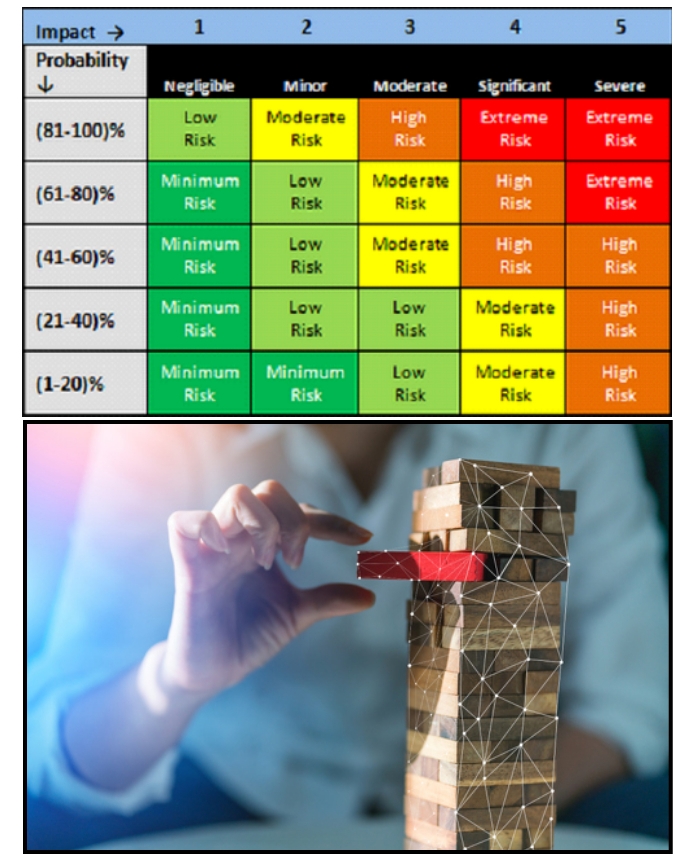 Impact → 1 2 3 4 5
Probability
↓ Negligible Minor Moderate Significant Severe
(81-100)% Low Risk Moderate Risk High Risk Extreme Risk Extreme Risk
(61-80)% Minimum Risk Low Risk Moderate Risk High Risk Extreme Risk
(41-60)% Minimum Risk Low Risk Moderate Risk High Risk High Risk
(21-40)% Minimum Risk Low Risk Low Risk Moderate Risk High Risk
(1-20)% Minimum Risk Minimum Risk Low Risk Moderate Risk High Risk